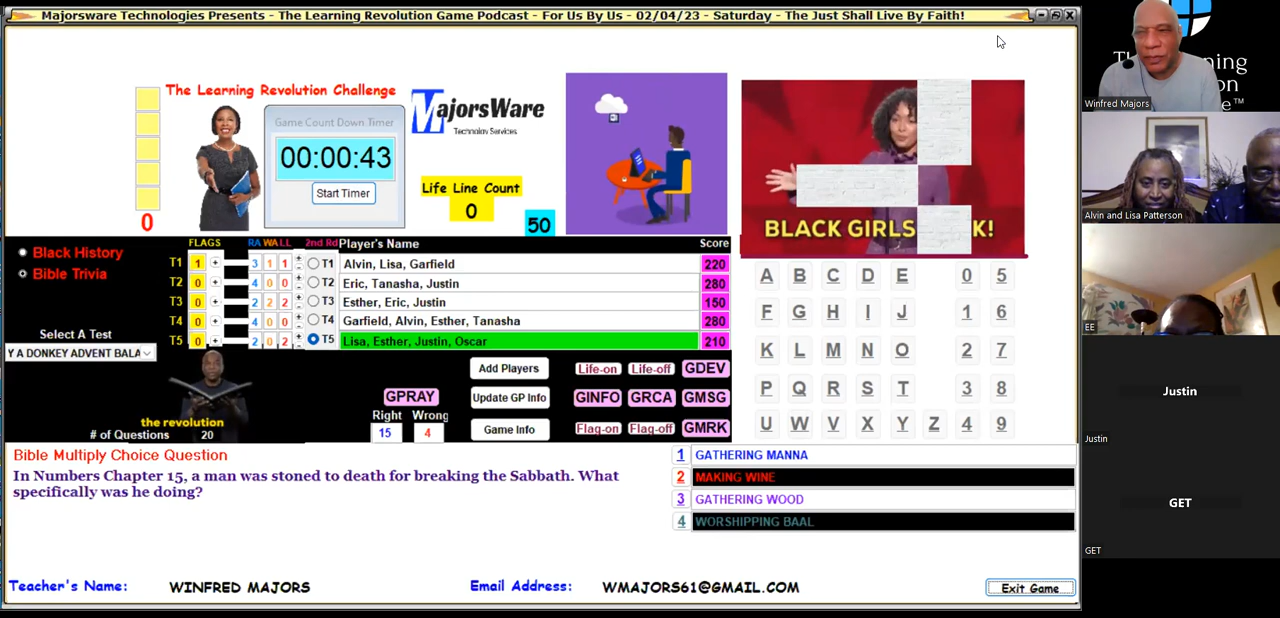 Majorsware Technologies Presents - The Learning Revolution Game Podcast - For Us By Us - 02/04/23 - Saturday - The Just Shall Live By Faith!
The Learning Revolution Challenge
0
Game Count Down Timer
00:00:43
Start Timer
MajorsWare
Technology Services
Life Line Count
0
50
BLACK GIRLS K!
Winfred Majors
Alvin and Lisa Patterson
EE
Justin
Justin
GET
GET
Black History
Bible Trivia
Select A Test
Y A DONKEY ADVENT BALA
FLAGS RA WA LL 2nd Rd Player's Name Score
T1 1 + 3 1 1 T1 Alvin, Lisa, Garfield 220
T2 0 + 4 0 0 T2 Eric, Tanasha, Justin 280
T3 0 + 2 2 2 T3 Esther, Eric, Justin 150
T4 0 + 4 0 0 T4 Garfield, Alvin, Esther, Tanasha 280
T5 0 + 2 0 2 T5 Lisa, Esther, Justin, Oscar 210
A B C D E 0 5
F G H I J 1 6
K L M N O 2 7
P Q R S T 3 8
U W V X Y Z 4 9
the revolution
# of Questions 20
GPRAY
Right Wrong
15 4
Add Players Life-on Life-off GDEV
Update GP Info GINFO GRCA GMSG
Game Info Flag-on Flag-off GMRK
Bible Multiply Choice Question
In Numbers Chapter 15, a man was stoned to death for breaking the Sabbath. What
specifically was he doing?
1 GATHERING MANNA
2 MAKING WINE
3 GATHERING WOOD
4 WORSHIPPING BAAL
Teacher's Name: WINFRED MAJORS
Email Address: WMAJORS61@GMAIL.COM
Exit Game